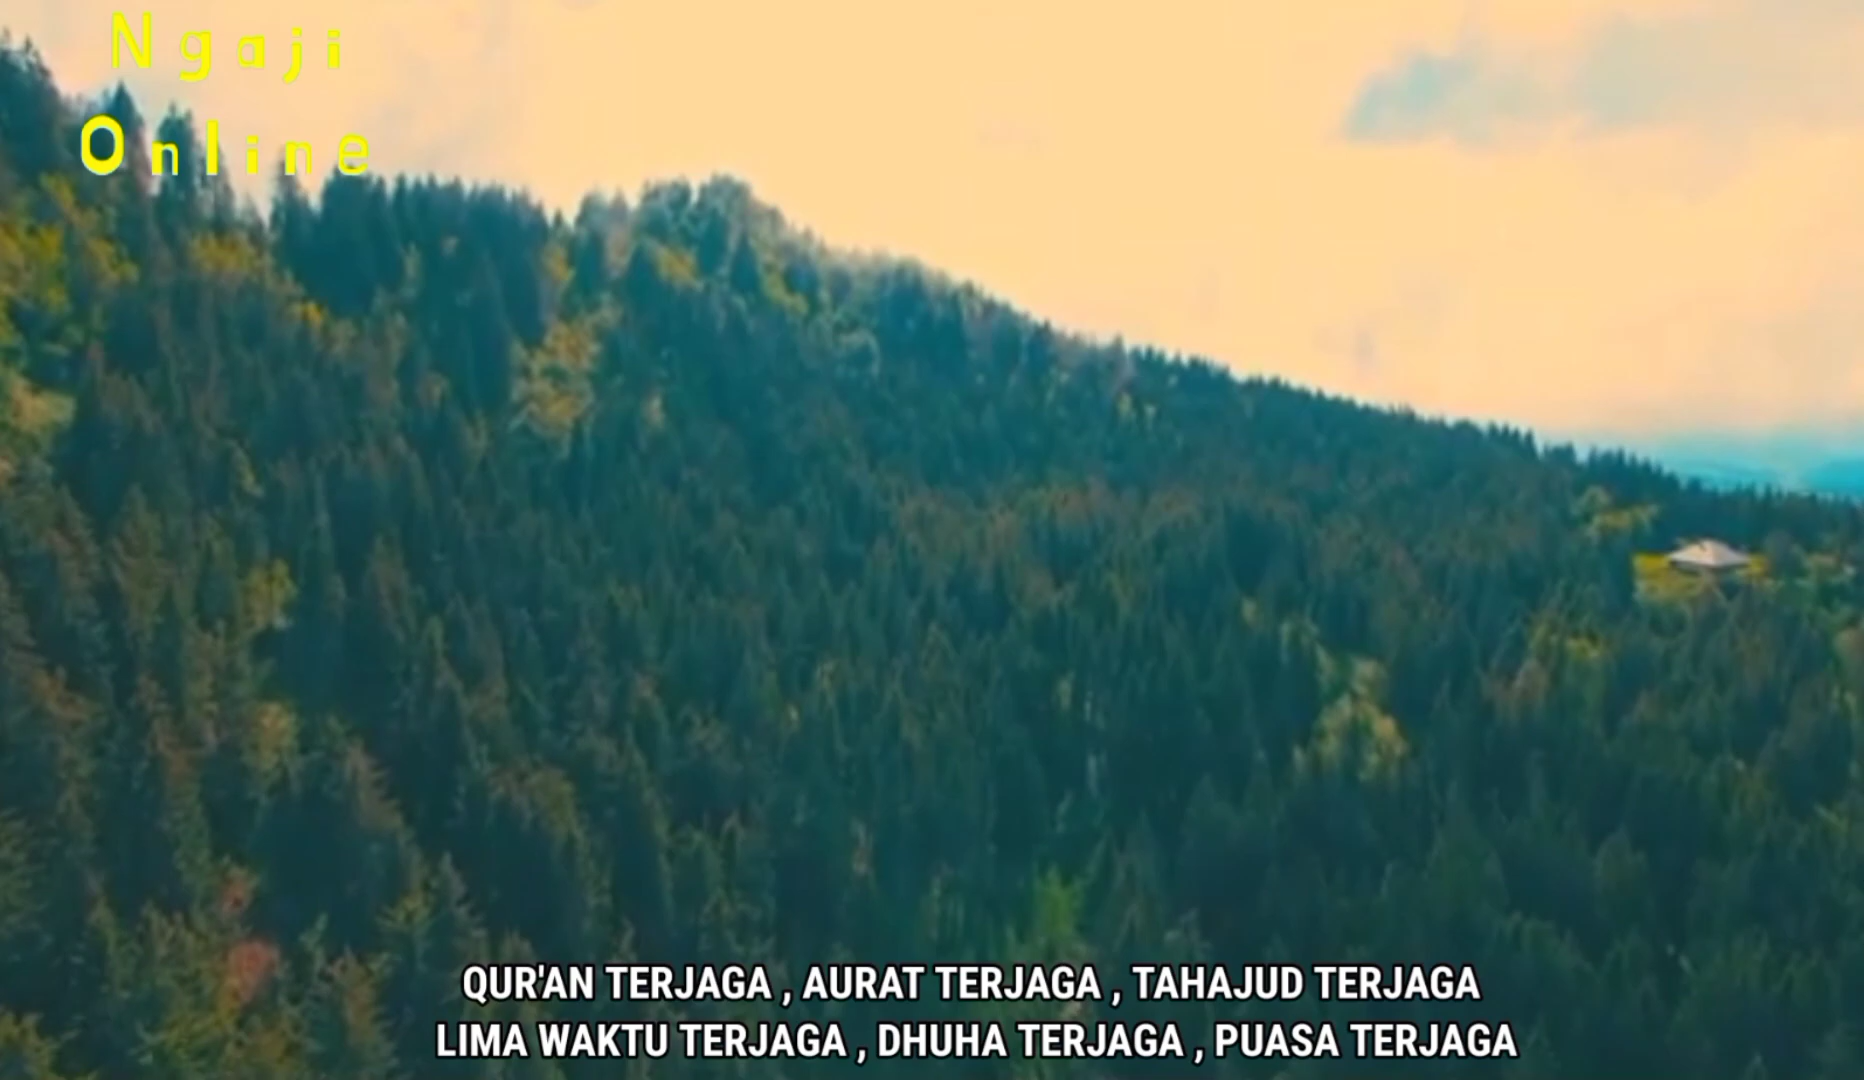 Ngaji
Online
QUR'AN TERJAGA , AURAT TERJAGA , TAHAJUD TERJAGA
LIMA WAKTU TERJAGA , DHUHA TERJAGA , PUASA TERJAGA